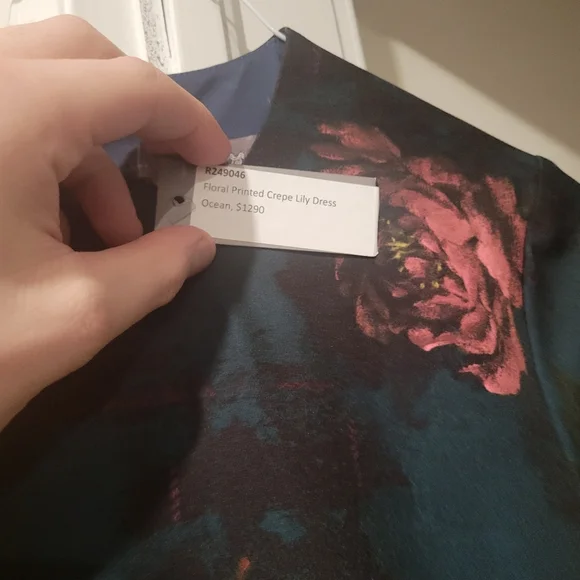 R249046
Floral Printed Crepe Lily Dress
Ocean, $1290